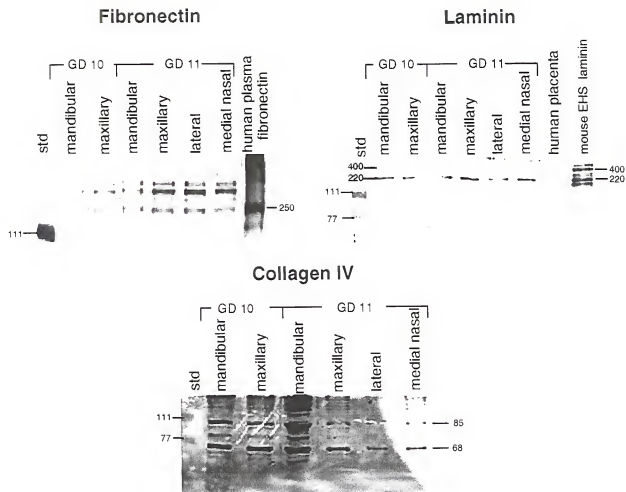 Fibronectin
GD 10
GD 11
std
mandibular
maxillary
mandibular
maxillary
lateral
medial nasal
human plasma
fibronectin
250
111
Laminin
GD 10
GD 11
std
mandibular
maxillary
mandibular
maxillary
lateral
medial nasal
human placenta
mouse EHS laminin
400
220
111
77
400
220
Collagen IV
GD 10
GD 11
std
mandibular
maxillary
mandibular
maxillary
lateral
medial nasal
111
77
85
68